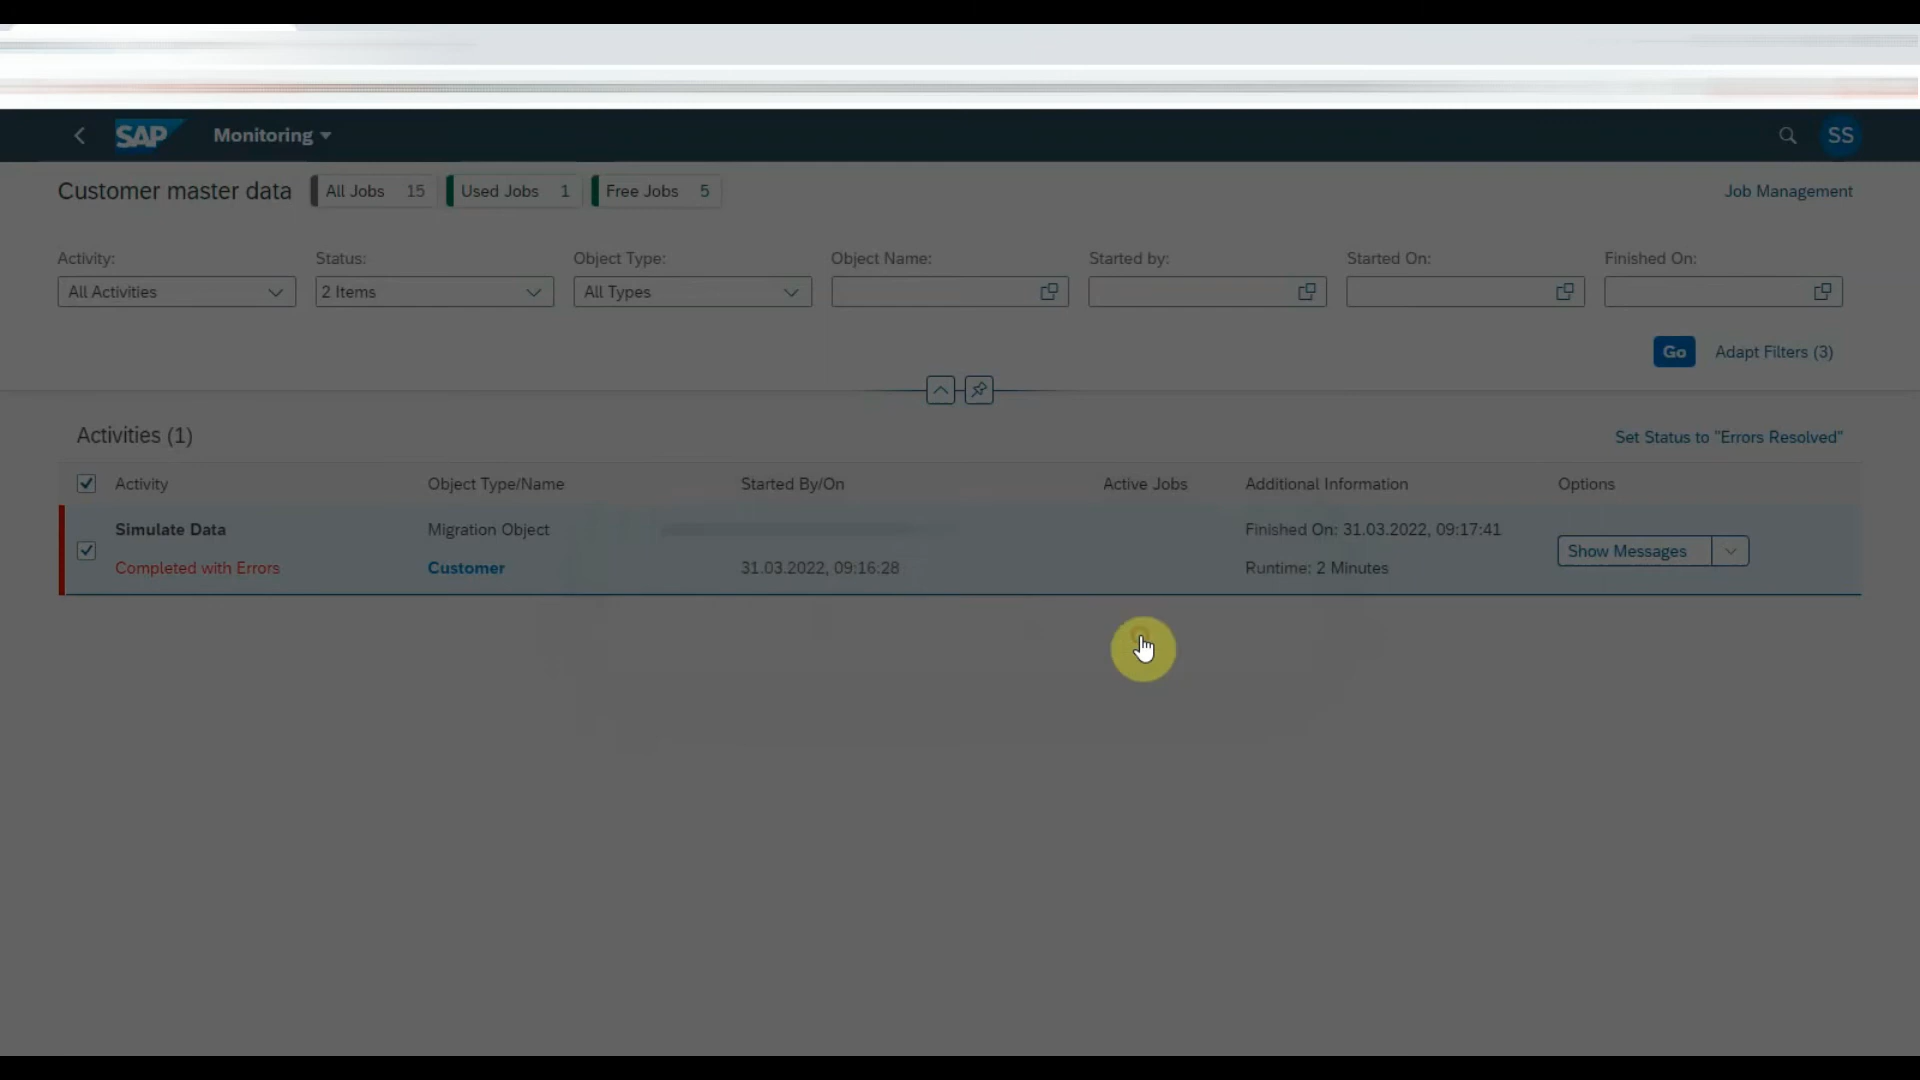 SAP Monitoring SS
Customer master data All Jobs 15 Used Jobs 1 Free Jobs 5 Job Management
Activity: Status: Object Type: Object Name: Started by: Started On: Finished On:
All Activities 2 Items All Types
Go Adapt Filters (3)
Activities (1) Set Status to "Errors Resolved"
Activity Object Type/Name Started By/On Active Jobs Additional Information Options
Simulate Data Migration Object Finished On: 31.03.2022, 09:17:41
Show Messages
Completed with Errors Customer 31.03.2022, 09:16:28 Runtime: 2 Minutes